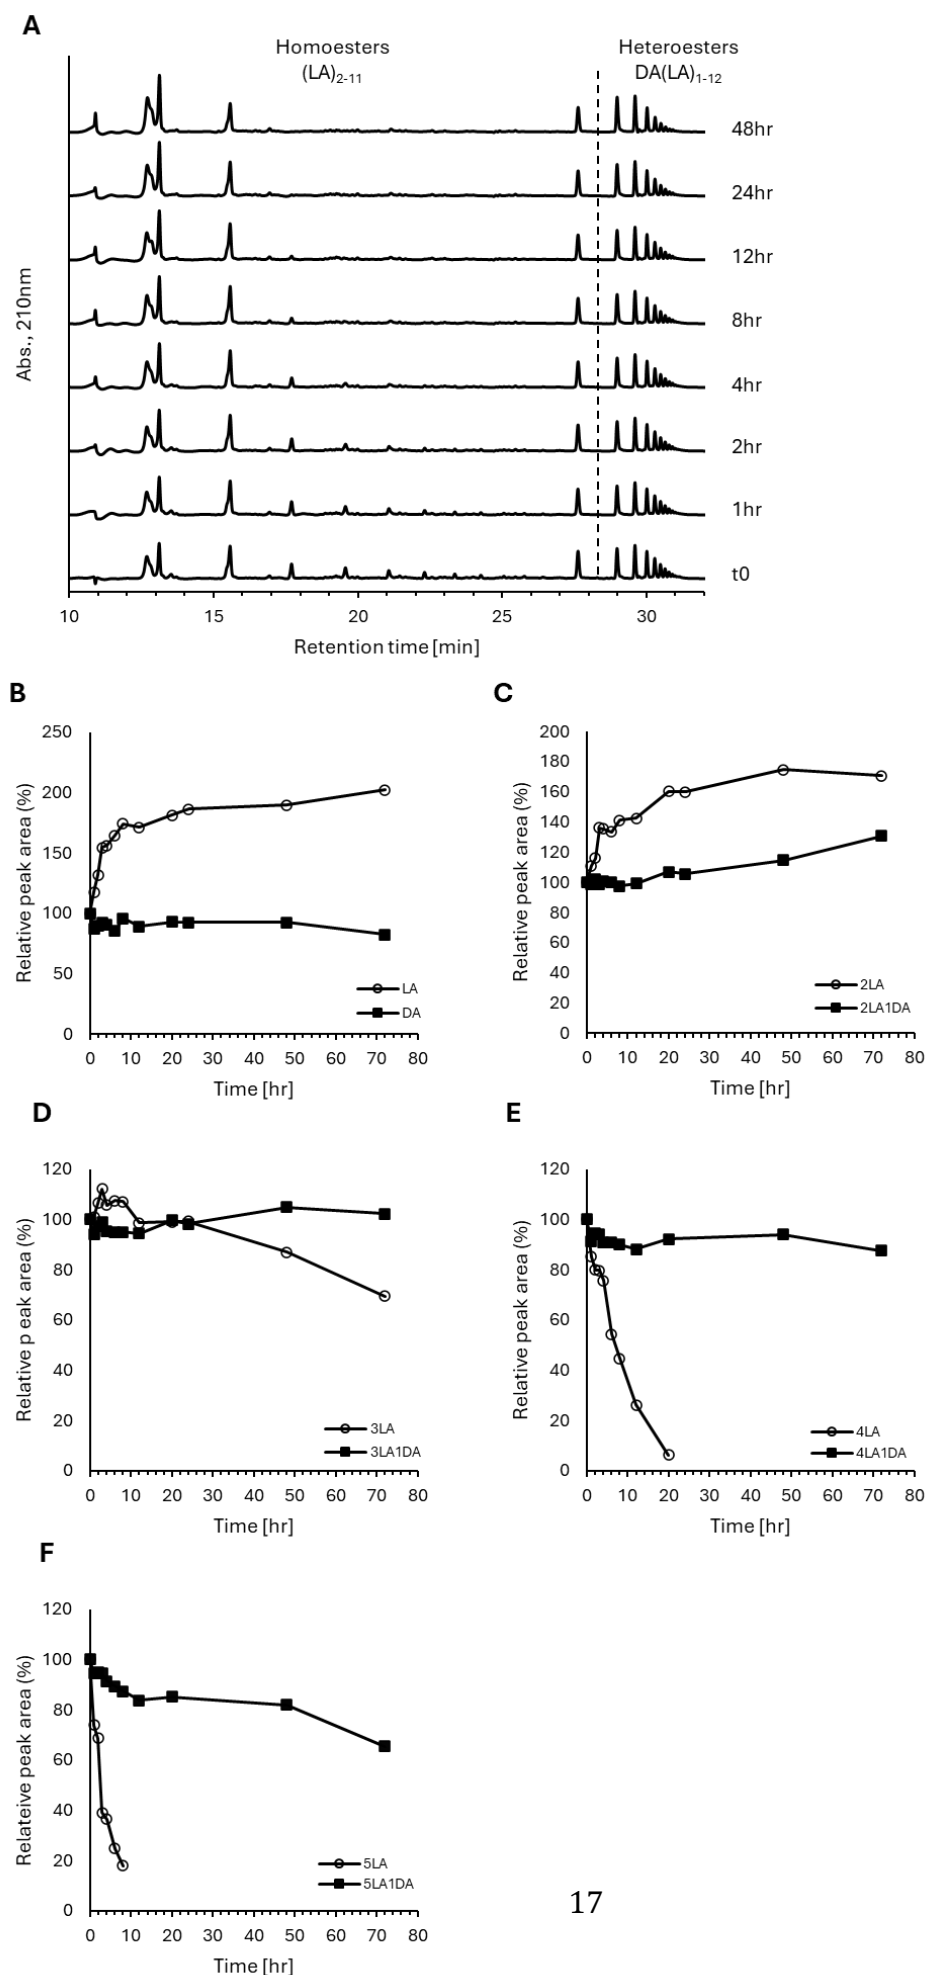 A
Homoesters
(LA)2-11
Heteroesters
DA(LA)1-12
48hr
24hr
12hr
8hr
4hr
2hr
1hr
t0
Abs., 210nm
10 15 20 25 30
Retention time [min]
B
250
200
150
100
50
0
Relative peak area (%)
LA
DA
0 10 20 30 40 50 60 70 80
Time [hr]
C
200
180
160
140
120
100
80
60
40
20
0
Relative peak area (%)
2LA
2LA1DA
0 10 20 30 40 50 60 70 80
Time [hr]
D
120
100
80
60
40
20
0
Relative p eak area (%)
3LA
3LA1DA
0 10 20 30 40 50 60 70 80
Time [hr]
E
120
100
80
60
40
20
0
Relative peak area (%)
4LA
4LA1DA
0 10 20 30 40 50 60 70 80
Time [hr]
F
120
100
80
60
40
20
0
Relateive peak area (%)
5LA
5LA1DA
0 10 20 30 40 50 60 70 80
Time [hr]
17